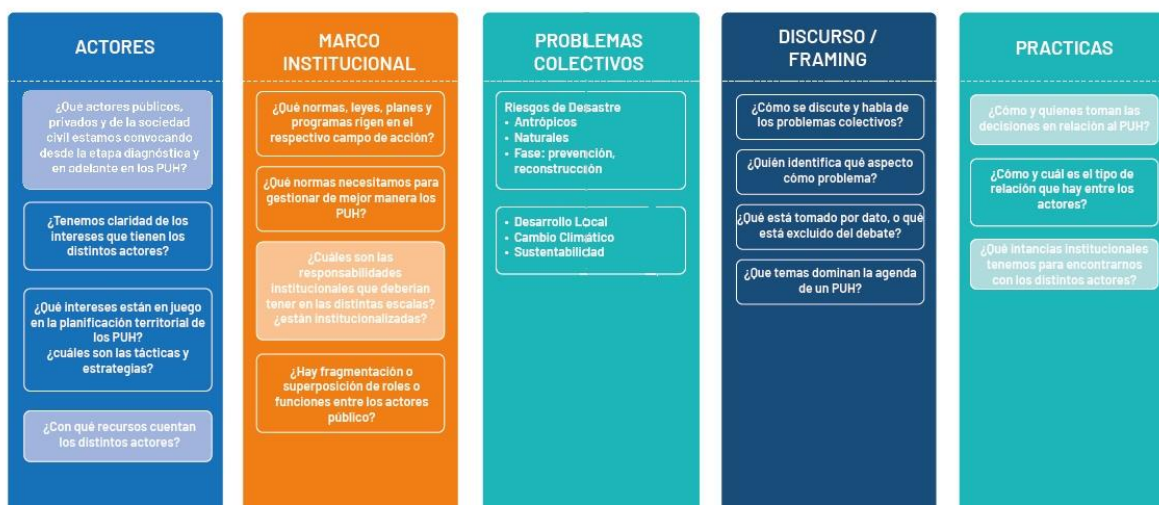 ACTORES
¿Que actores públicos,
privados y de la sociedad
civil estamos convocando
desde la etapa diagnóstica y
en adelante en los PUH?
¿Tenemos claridad de los
intereses que tienen los
distintos actores?
¿Qué intereses están en juego
en la planificación territorial de
los PUH?
¿cuáles son las tácticas y
estrategias?
¿Con qué recursos cuentan
los distintos actores?
MARCO
INSTITUCIONAL
¿Qué normas, leyes, planes y
programas rigen en el
respectivo campo de acción?
¿Qué normas necesitamos para
gestionar de mejor manera los
PUH?
¿Cuáles son las
responsabilidades
institucionales que deberían
tener en las distintas escalas?
¿están institucionalizadas?
¿Hay fragmentación o
superposición de roles o
funciones entre los actores
público?
PROBLEMAS
COLECTIVOS
Riesgos de Desastre
• Antrópicos
• Naturales
• Fase: prevención,
reconstrucción
• Desarrollo Local
• Cambio Climático
• Sustentabilidad
DISCURSO /
FRAMING
¿Cómo se discute y habla de
los problemas colectivos?
¿Quién identifica qué aspecto
cómo problema?
¿Qué está tomado por dato, o qué
está excluido del debate?
¿Que temas dominan la agenda
de un PUH?
PRACTICAS
¿Cómo y quienes toman las
decisiones en relación al PUH?
¿Cómo y cuál es el tipo de
relación que hay entre los
actores?
¿Qué intancias institucionales
tenemos para encontrarnos
con los distintos actores?